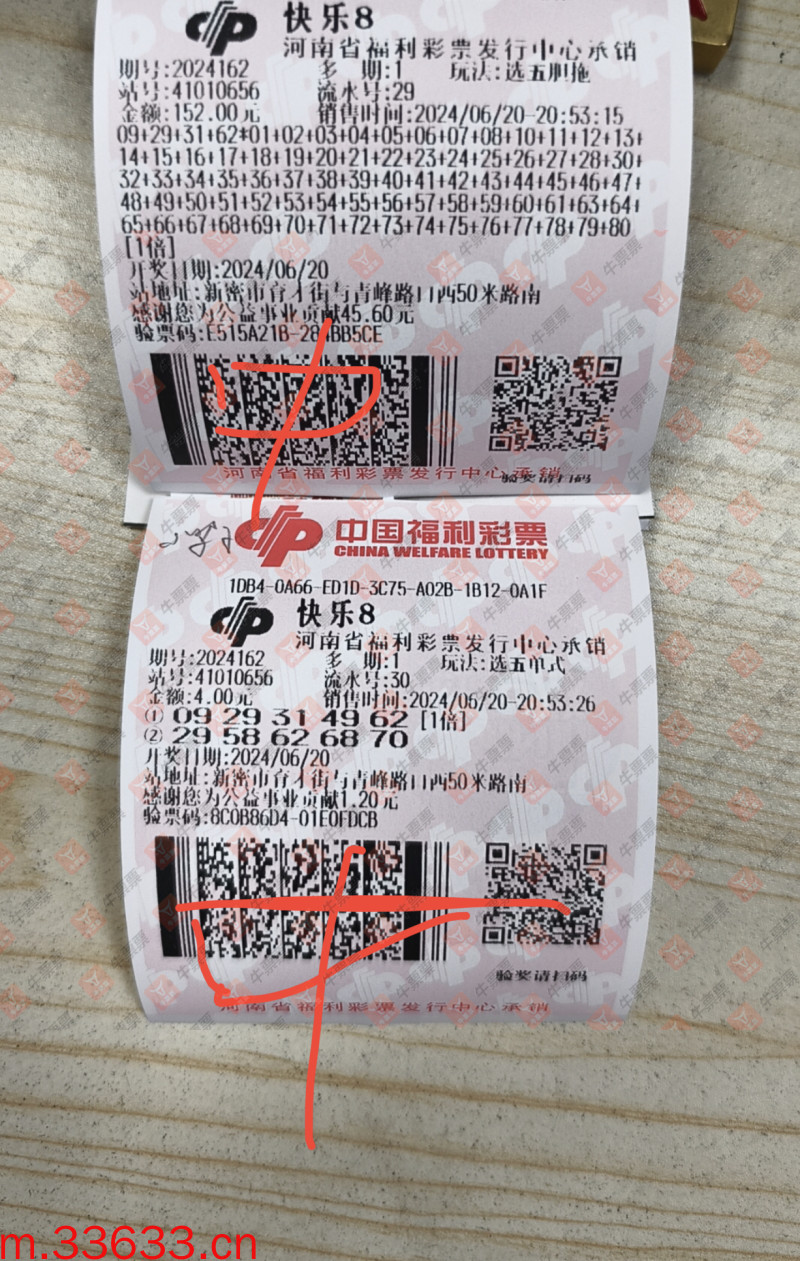 快乐8
河南省福利彩票发行中心承销
期号:2024162 多 期:1 玩法:选五胆拖
站号:41010656 流水号:29
金额:152.00元 销售时间:2024/06/20-20:53:15
09+29+31+62*01+02+03+04+05+06+07+08+10+11+12+13+
14+15+16+17+18+19+20+21+22+23+24+25+26+27+28+30+
32+33+34+35+36+37+38+39+40+41+42+43+44+45+46+47+
48+49+50+51+52+53+54+55+56+57+58+59+60+61+63+64+
65+66+67+68+69+70+71+72+73+74+75+76+77+78+79+80
[1倍]
开奖日期:2024/06/20
站地址:新密市育才街与青峰路口西50米路南
感谢您为公益事业贡献45.60元
河南省福利彩票发行中心承销
验奖请扫码
中国福利彩票
CHINA WELFARE LOTTERY
1DB4-0A66-ED1D-3C75-A02B-1B12-0A1F
快乐8
河南省福利彩票发行中心承销
期号:2024162 多 期:1 玩法:选五单式
站号:41010656 流水号:30
金额:4.00元 销售时间:2024/06/20-20:53:26
① 09 29 31 49 62 [1倍]
② 29 58 62 68 70
开奖日期:2024/06/20
站地址:新密市育才街与青峰路口西50米路南
感谢您为公益事业贡献1.20元
验票码:8C0B86D4-01E0FDCB
验奖请扫码
河南省福利彩票发行中心承销
牛票票
m.33633.cn